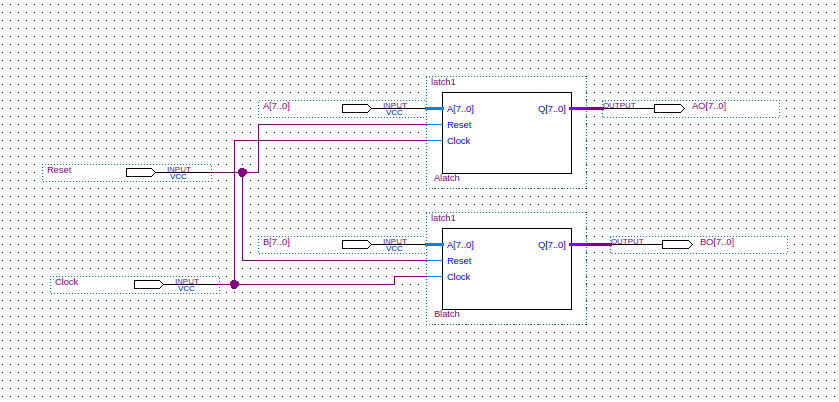 latch1
A[7..0] INPUT VCC A[7..0] Q[7..0] OUTPUT AO[7..0]
Reset
Clock
Reset INPUT VCC
Alatch
latch1
B[7..0] INPUT VCC A[7..0] Q[7..0] OUTPUT BO[7..0]
Reset
Clock
Clock INPUT VCC
Blatch